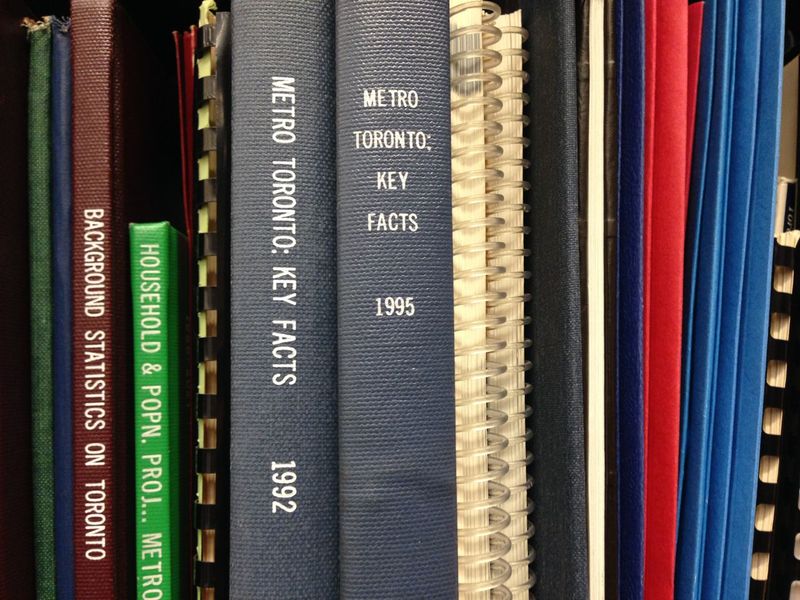 BACKGROUND STATISTICS ON TORONTO
HOUSEHOLD & POPN. PROJ... METRO
METRO TORONTO: KEY FACTS 1992
METRO
TORONTO;
KEY
FACTS
1995